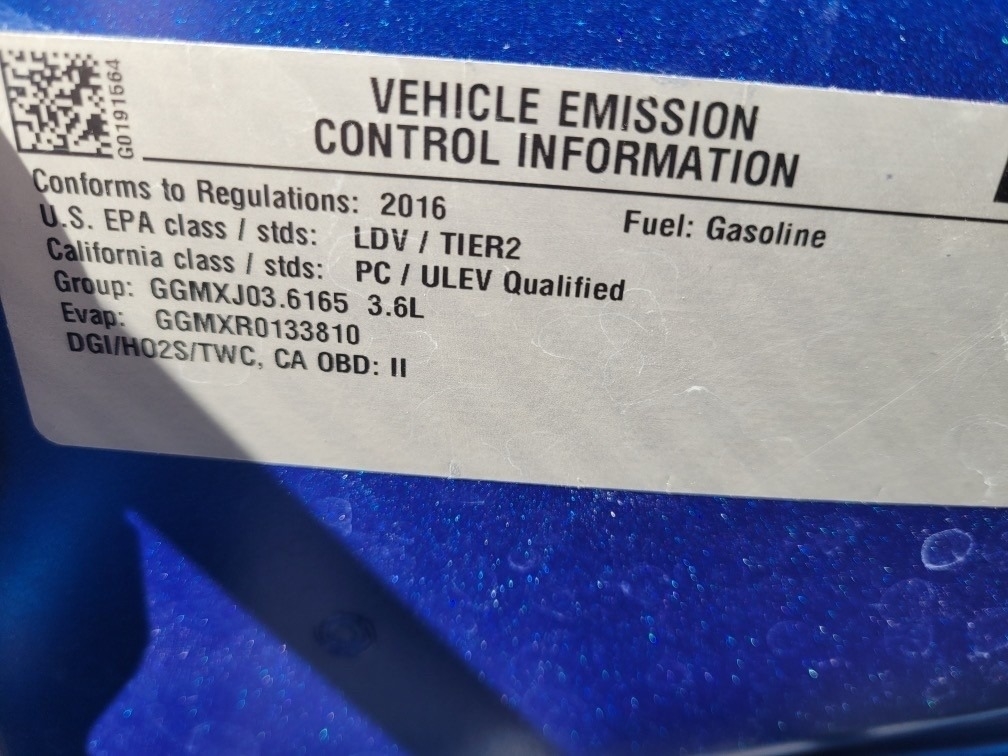 G0191564
VEHICLE EMISSION
CONTROL INFORMATION
Conforms to Regulations: 2016
Fuel: Gasoline
U.S. EPA class / stds: LDV / TIER2
California class / stds: PC / ULEV Qualified
Group: GGMXJ03.6165 3.6L
Evap: GGMXR0133810
DGI/HO2S/TWC, CA OBD: II